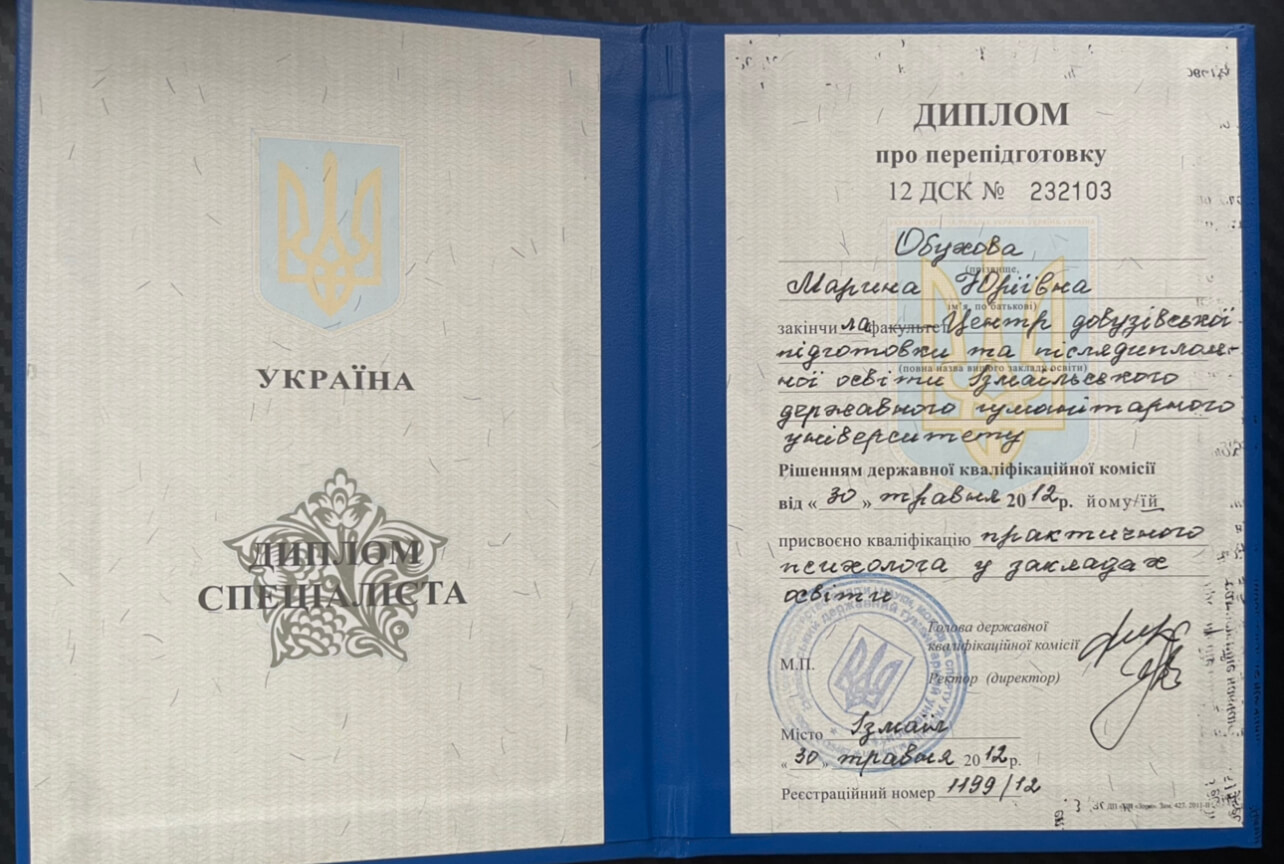 УКРАЇНА
ДИПЛОМ
СПЕЦІАЛІСТА
ДИПЛОМ
про перепідготовку
12 ДСК № 232103
Обухова
(прізвище,
Марина Юріївна
ім'я, по батькові)
закінчила факультет Центр довузівської
підготовки та післядиплом-
(повна назва вищого закладу освіти)
ної освіти Ізмаїльського
державного гуманітарного
університету
Рішенням державної кваліфікаційної комісії
від «30» травня 2012р. йому/їй
присвоєно кваліфікацію практичного
психолога у закладах
освіти
Голова державної
кваліфікаційної комісії
М.П.
Ректор (директор)
Місто Ізмаїл
«30» травня 2012р.
Реєстраційний номер 1199/12